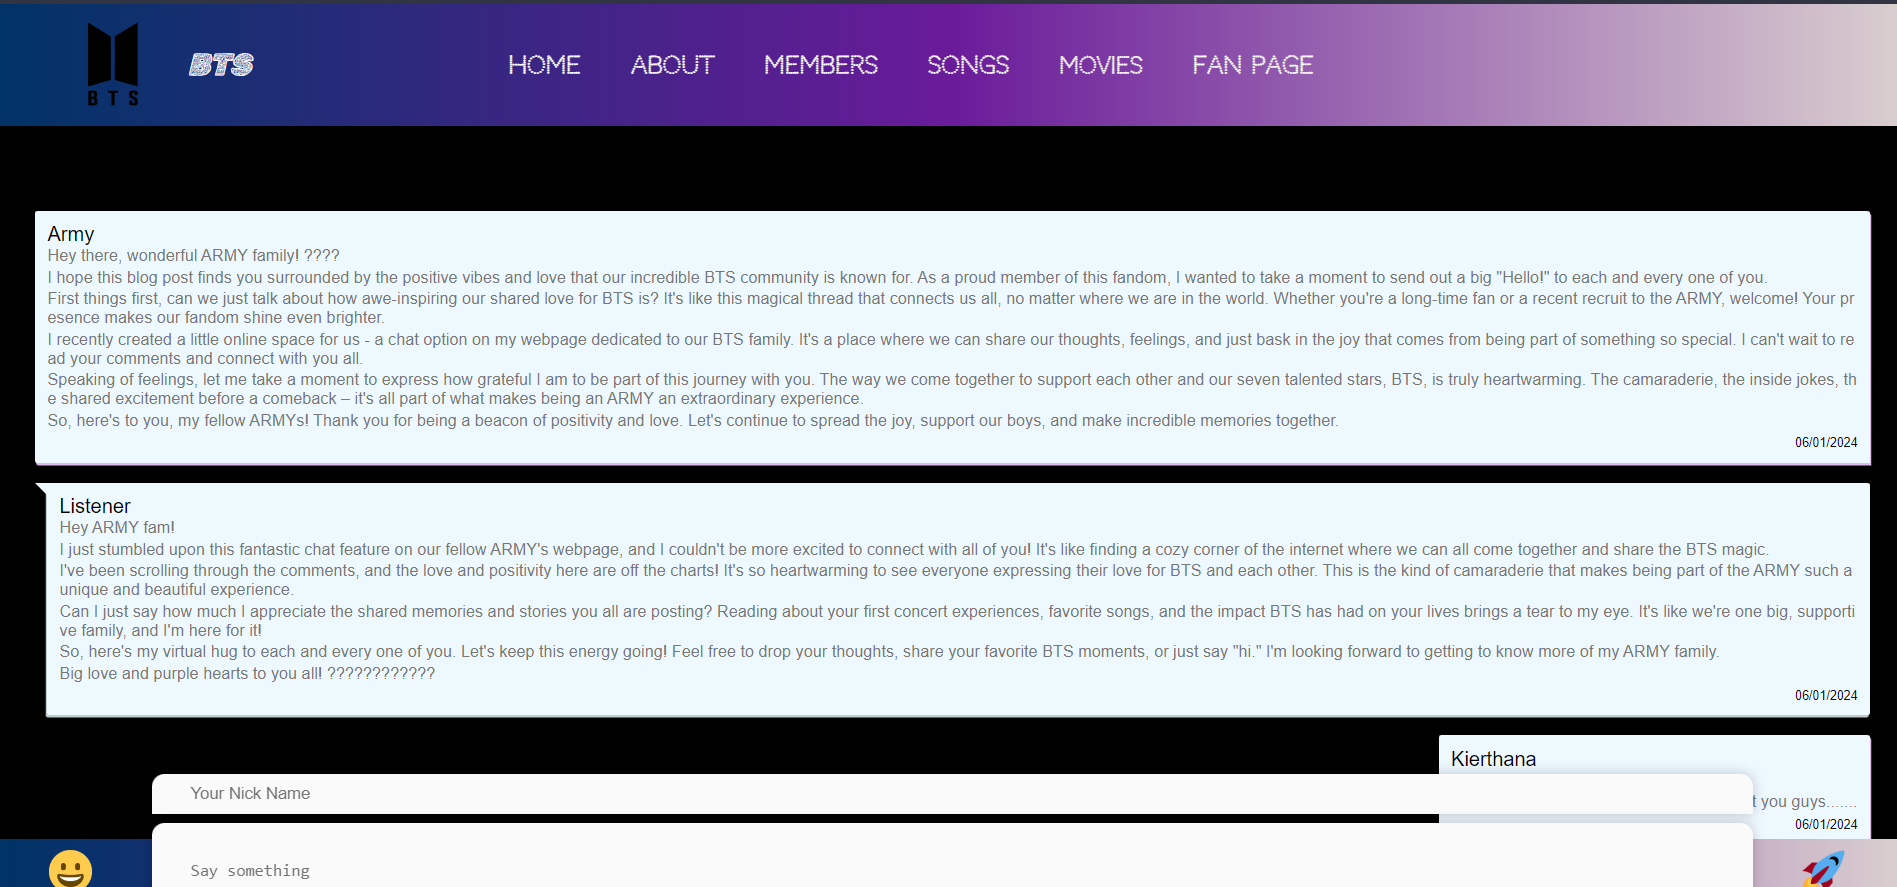 B T S
BTS
HOME ABOUT MEMBERS SONGS MOVIES FAN PAGE
Army
Hey there, wonderful ARMY family! ????
I hope this blog post finds you surrounded by the positive vibes and love that our incredible BTS community is known for. As a proud member of this fandom, I wanted to take a moment to send out a big "Hello!" to each and every one of you.
First things first, can we just talk about how awe-inspiring our shared love for BTS is? It's like this magical thread that connects us all, no matter where we are in the world. Whether you're a long-time fan or a recent recruit to the ARMY, welcome! Your pr
esence makes our fandom shine even brighter.
I recently created a little online space for us - a chat option on my webpage dedicated to our BTS family. It's a place where we can share our thoughts, feelings, and just bask in the joy that comes from being part of something so special. I can't wait to re
ad your comments and connect with you all.
Speaking of feelings, let me take a moment to express how grateful I am to be part of this journey with you. The way we come together to support each other and our seven talented stars, BTS, is truly heartwarming. The camaraderie, the inside jokes, th
e shared excitement before a comeback – it's all part of what makes being an ARMY an extraordinary experience.
So, here's to you, my fellow ARMYs! Thank you for being a beacon of positivity and love. Let's continue to spread the joy, support our boys, and make incredible memories together.
06/01/2024
Listener
Hey ARMY fam!
I just stumbled upon this fantastic chat feature on our fellow ARMY's webpage, and I couldn't be more excited to connect with all of you! It's like finding a cozy corner of the internet where we can all come together and share the BTS magic.
I've been scrolling through the comments, and the love and positivity here are off the charts! It's so heartwarming to see everyone expressing their love for BTS and each other. This is the kind of camaraderie that makes being part of the ARMY such a
unique and beautiful experience.
Can I just say how much I appreciate the shared memories and stories you all are posting? Reading about your first concert experiences, favorite songs, and the impact BTS has had on your lives brings a tear to my eye. It's like we're one big, supporti
ve family, and I'm here for it!
So, here's my virtual hug to each and every one of you. Let's keep this energy going! Feel free to drop your thoughts, share your favorite BTS moments, or just say "hi." I'm looking forward to getting to know more of my ARMY family.
Big love and purple hearts to you all! ????????????
06/01/2024
Kierthana
Your Nick Name
t you guys.......
06/01/2024
Say something